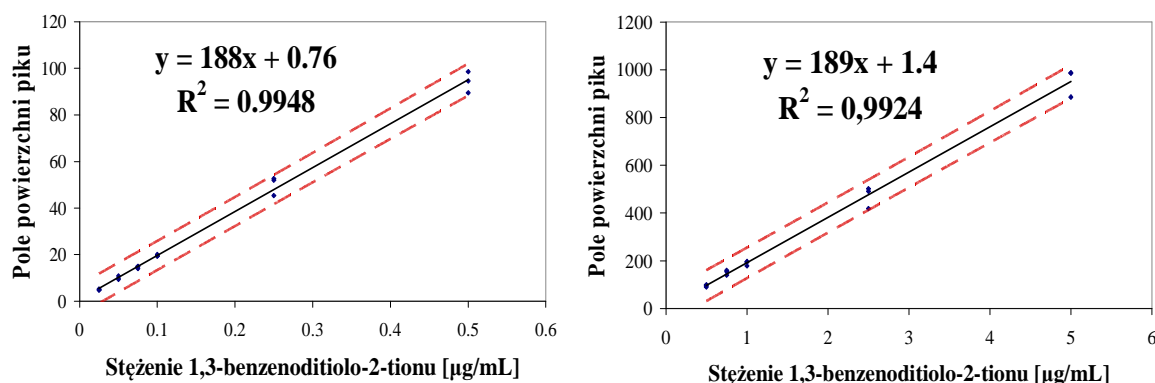 120
100
80
60
40
20
0
Pole powierzchni piku
y = 188x + 0.76
R² = 0.9948
0 0.1 0.2 0.3 0.4 0.5 0.6
Stężenie 1,3-benzenoditiolo-2-tionu [µg/mL]
1200
1000
800
600
400
200
0
Pole powierzchni piku
y = 189x + 1.4
R² = 0,9924
0 1 2 3 4 5 6
Stężenie 1,3-benzenoditiolo-2-tionu [µg/mL]